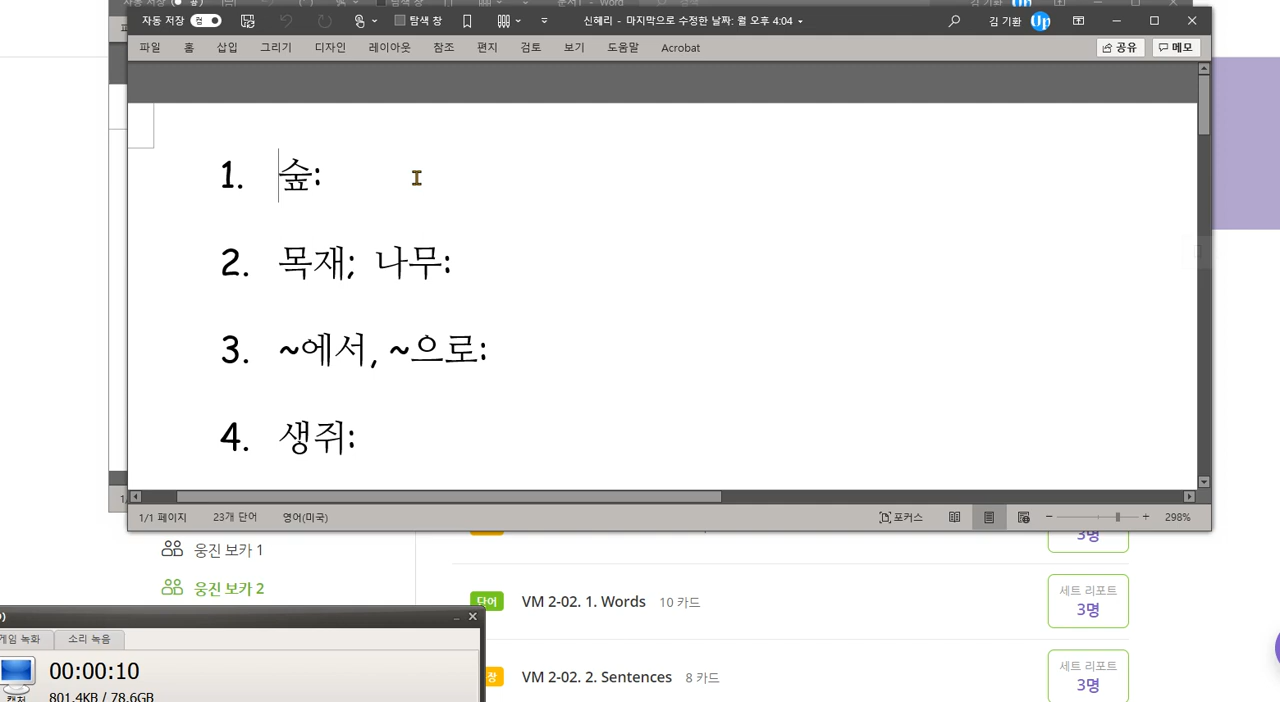 자동 저장 컴 탐색 창 신혜리 - 마지막으로 수정한 날짜: 월 오후 4:04 김 기환 Up
파일 홈 삽입 그리기 디자인 레이아웃 참조 편지 검토 보기 도움말 Acrobat 공유 메모
1. 숲:
2. 목재; 나무:
3. ~에서, ~으로:
4. 생쥐:
1/1 페이지 23개 단어 영어(미국) 포커스 298%
3명
웅진 보카 1
웅진 보카 2
단어 VM 2-02. 1. Words 10 카드 세트 리포트
3명
게임 녹화 소리 녹음
00:00:10
801.4KB / 78.6GB
장 VM 2-02. 2. Sentences 8 카드 세트 리포트
3명